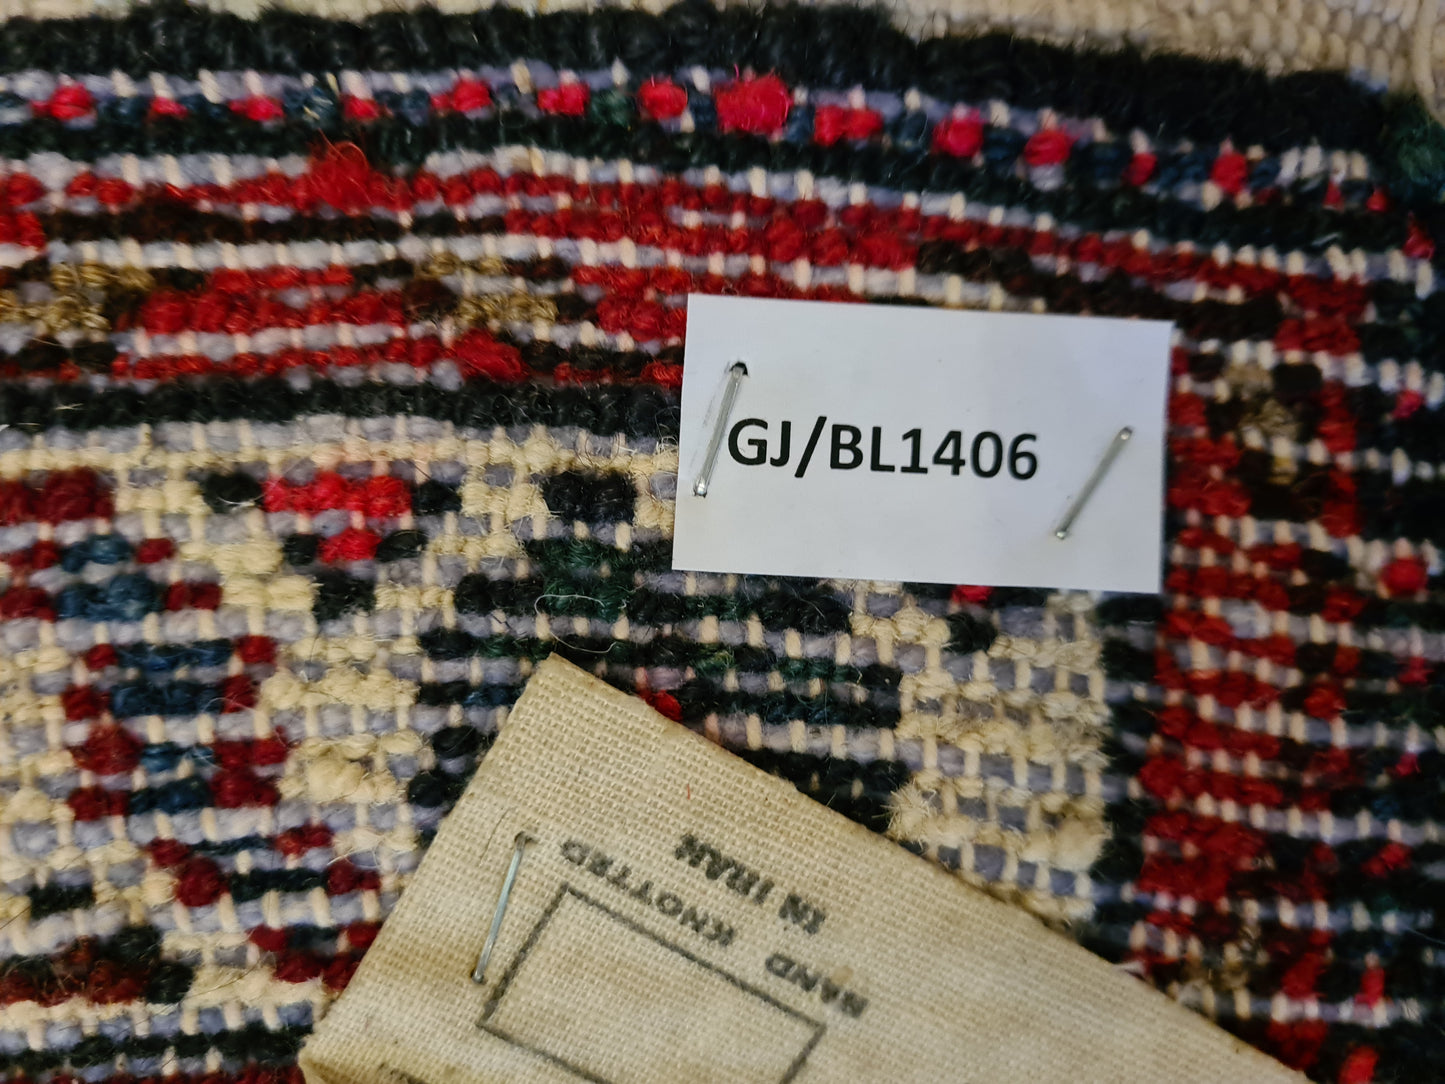 GJ/BL1406
HAND KNOTTED
IN IRAN